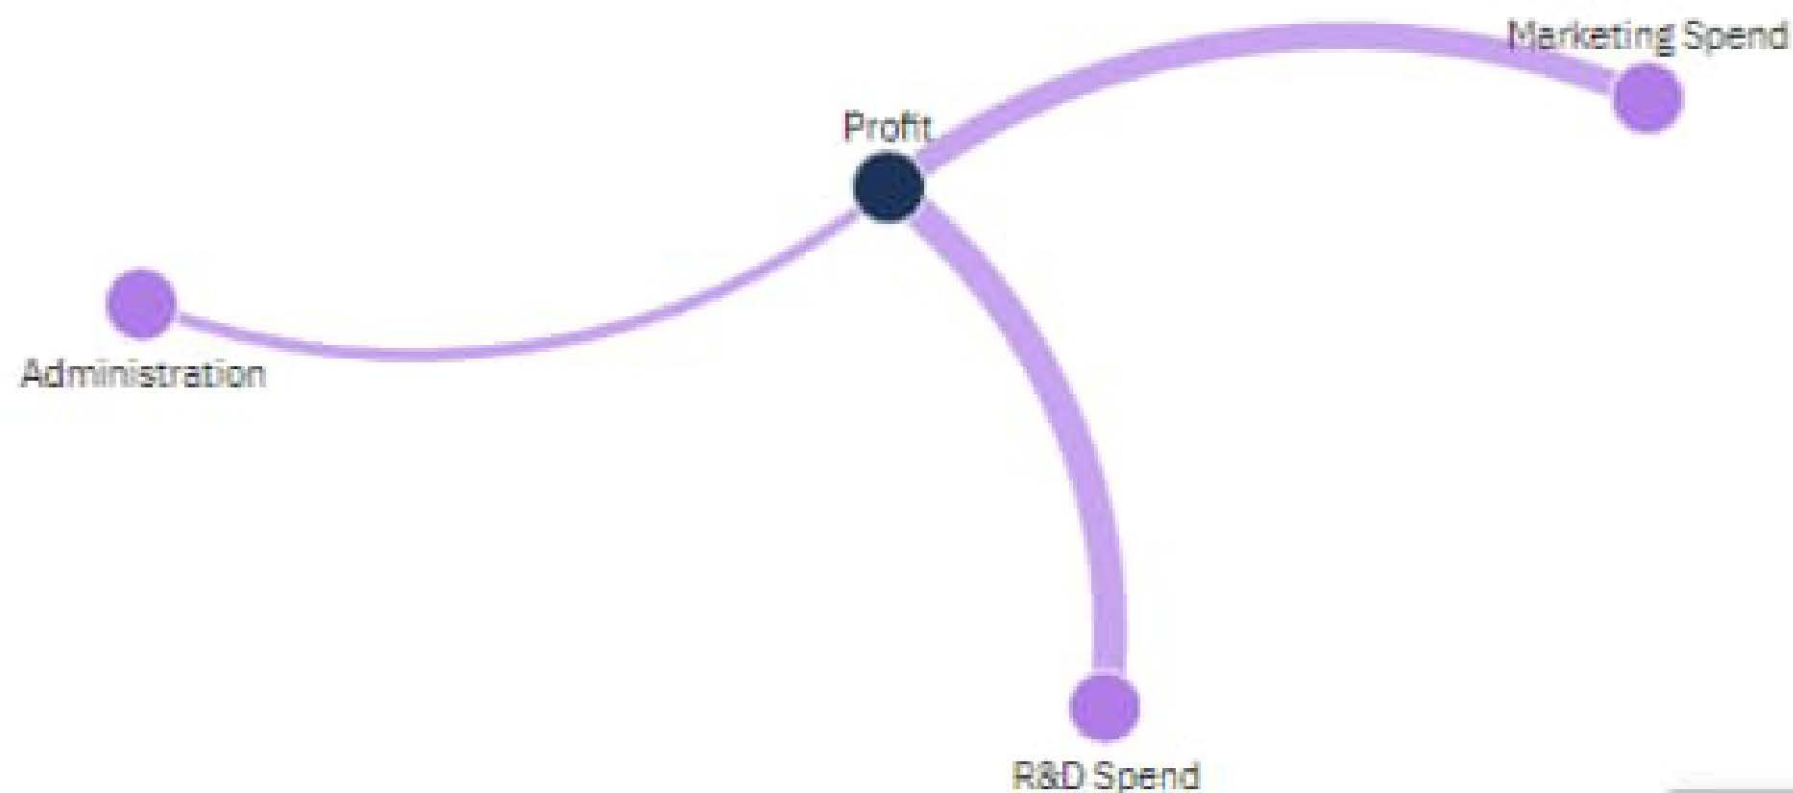 Marketing Spend
Profit
Administration
R&D Spend